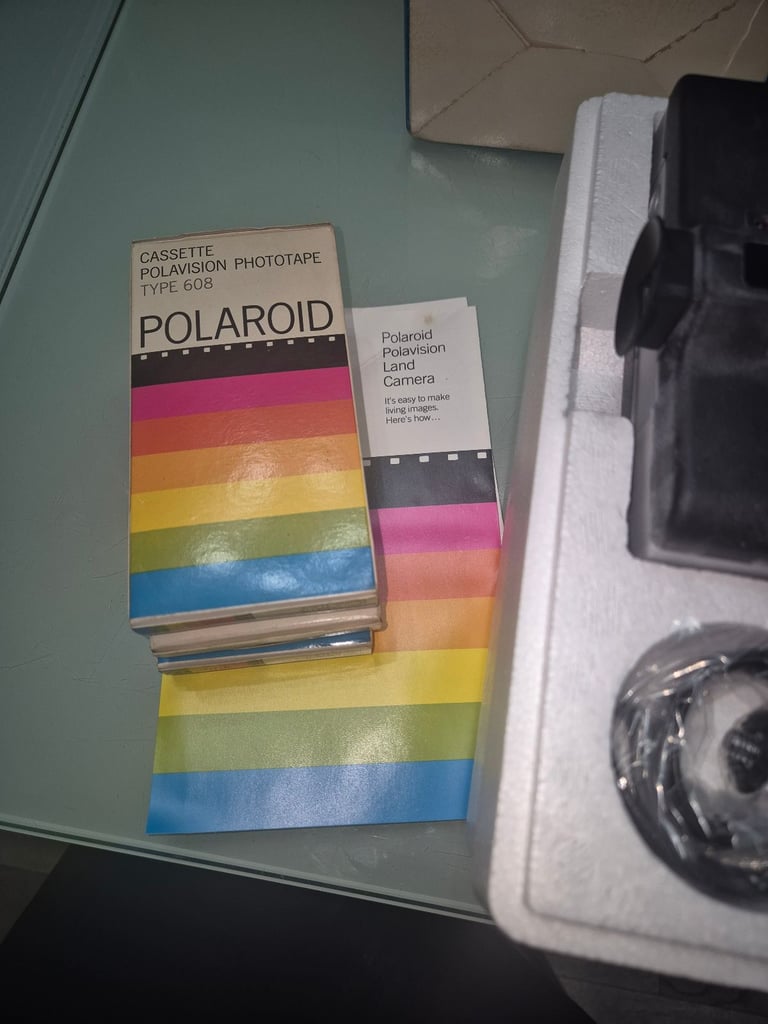 CASSETTE
POLAVISION PHOTOTAPE
TYPE 608
POLAROID
Polaroid
Polavision
Land
Camera
It's easy to make
living images.
Here's how...